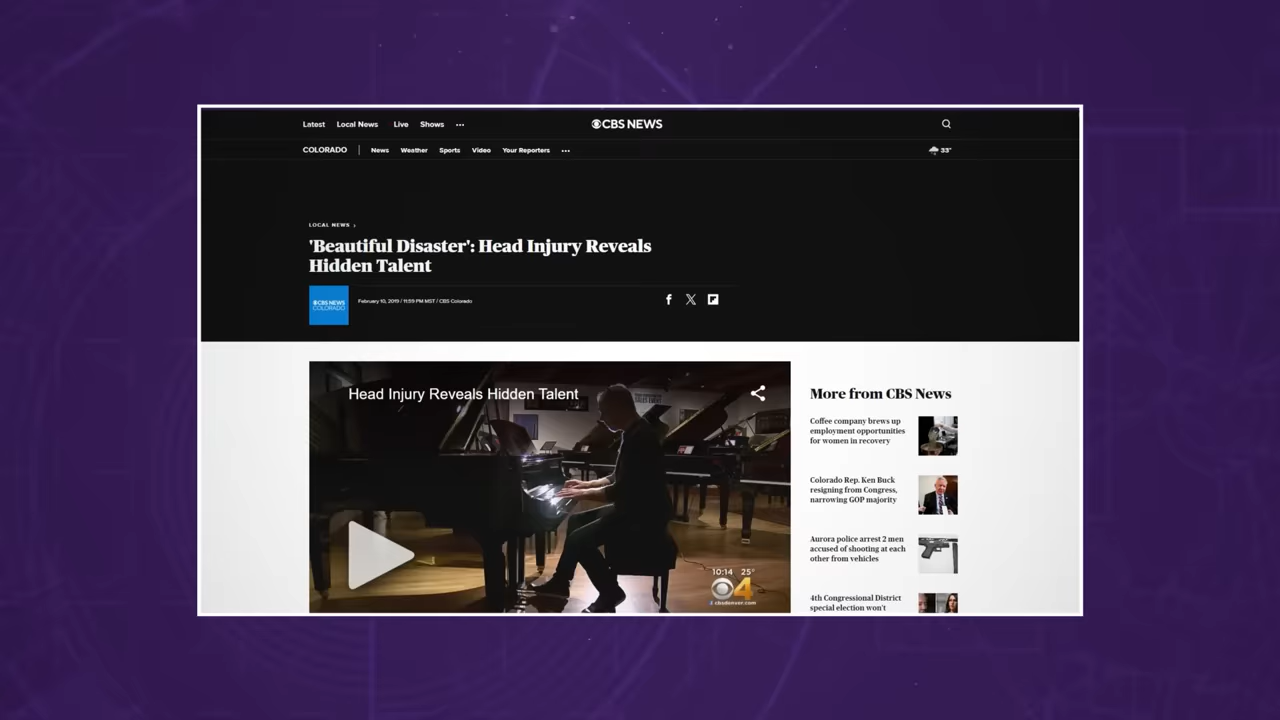 Latest Local News Live Shows ... CBS NEWS
COLORADO | News Weather Sports Video Your Reporters ... 33°
LOCAL NEWS ›
'Beautiful Disaster': Head Injury Reveals
Hidden Talent
CBS NEWS
COLORADO
February 10, 2019 / 11:59 PM MST / CBS Colorado
Head Injury Reveals Hidden Talent
10:14 25°
4
cbsdenver.com
More from CBS News
Coffee company brews up
employment opportunities
for women in recovery
Colorado Rep. Ken Buck
resigning from Congress,
narrowing GOP majority
Aurora police arrest 2 men
accused of shooting at each
other from vehicles
4th Congressional District
special election won't